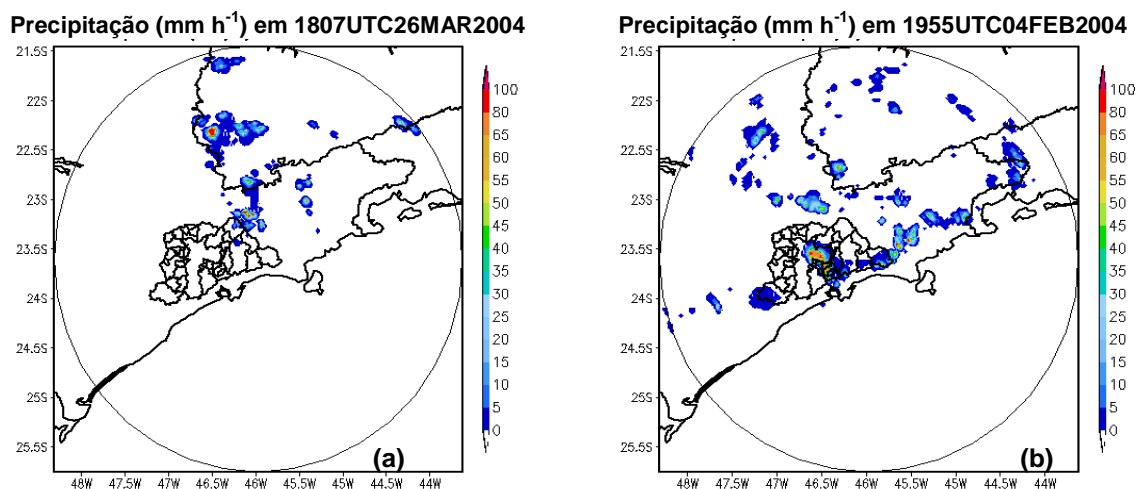 Precipitação (mm h-1) em 1807UTC26MAR2004
21.5S
22S
22.5S
23S
23.5S
24S
24.5S
25S
25.5S
48W 47.5W 47W 46.5W 46W 45.5W 45W 44.5W 44W
100
80
65
60
55
50
45
40
35
30
25
20
15
10
5
0
(a)
Precipitação (mm h-1) em 1955UTC04FEB2004
21.5S
22S
22.5S
23S
23.5S
24S
24.5S
25S
25.5S
48W 47.5W 47W 46.5W 46W 45.5W 45W 44.5W 44W
100
80
65
60
55
50
45
40
35
30
25
20
15
10
5
0
(b)